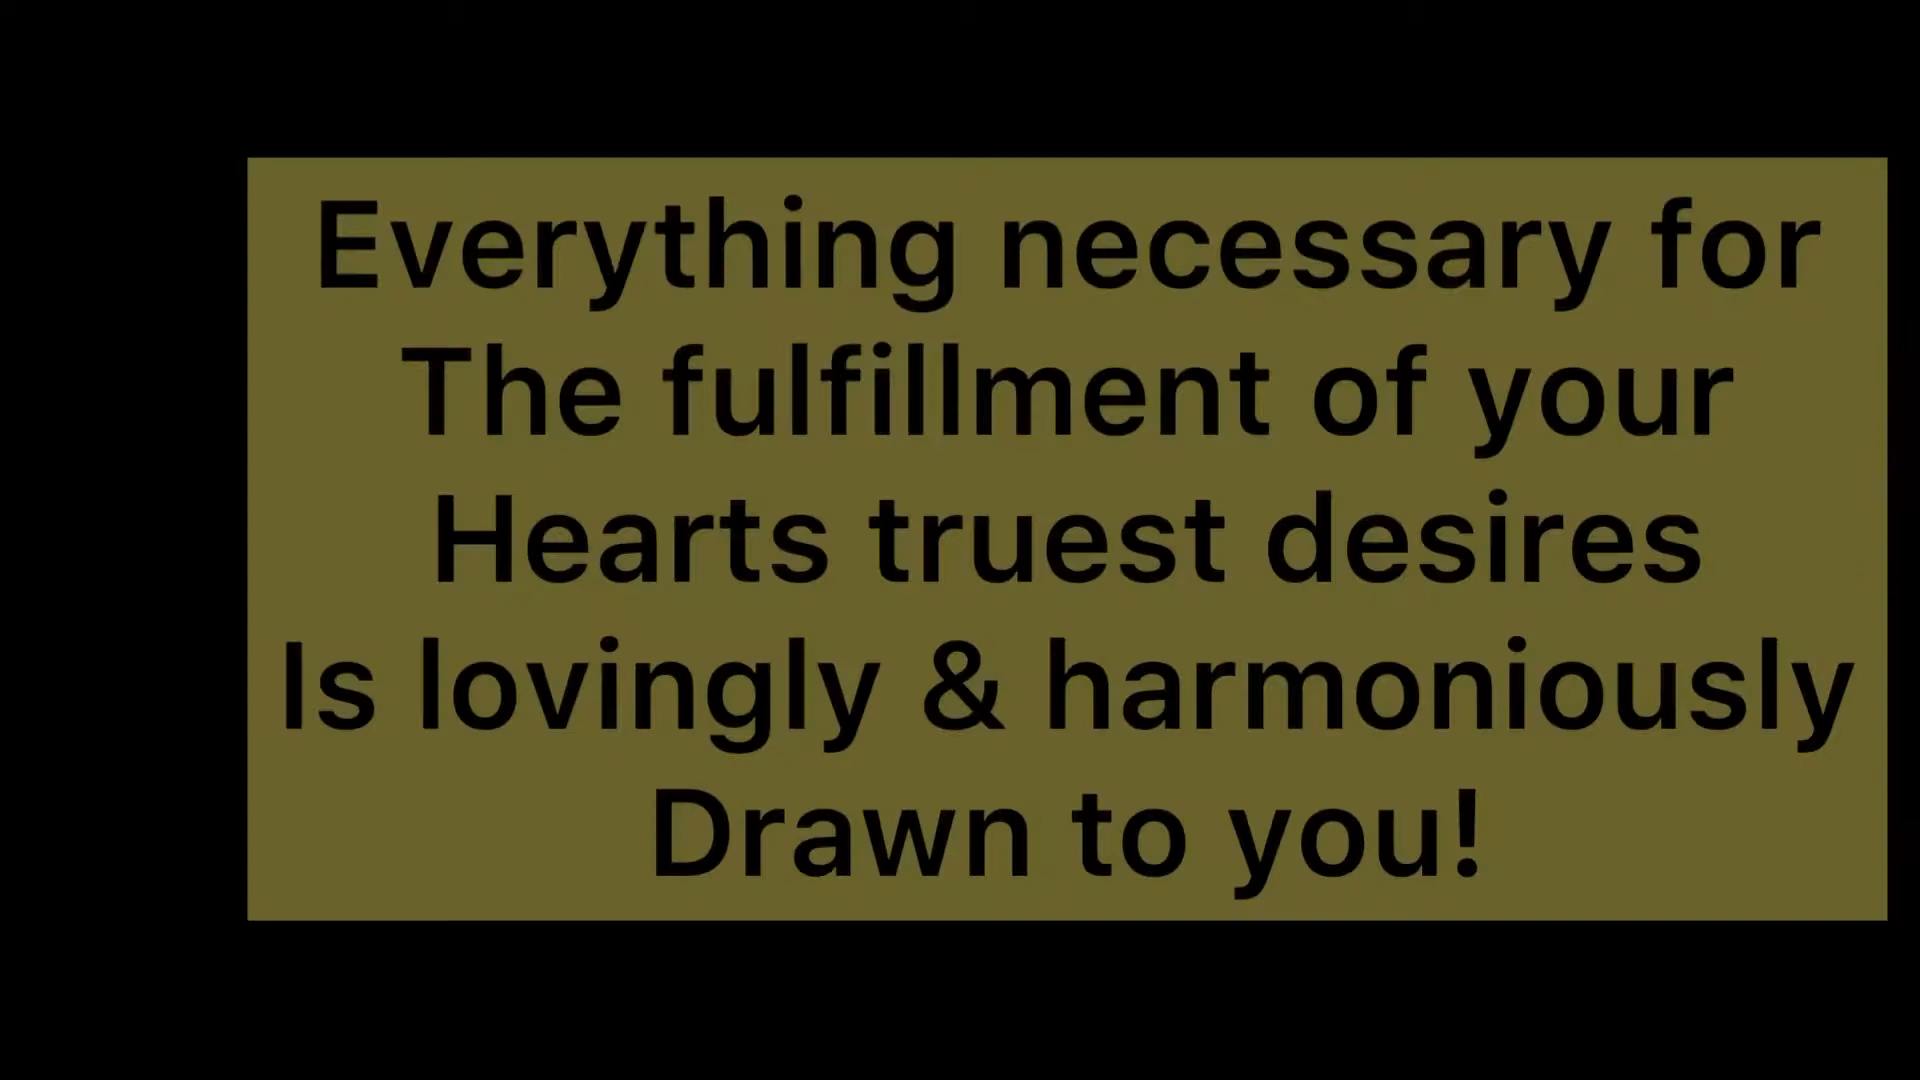 Everything necessary for
The fulfillment of your
Hearts truest desires
Is lovingly & harmoniously
Drawn to you!